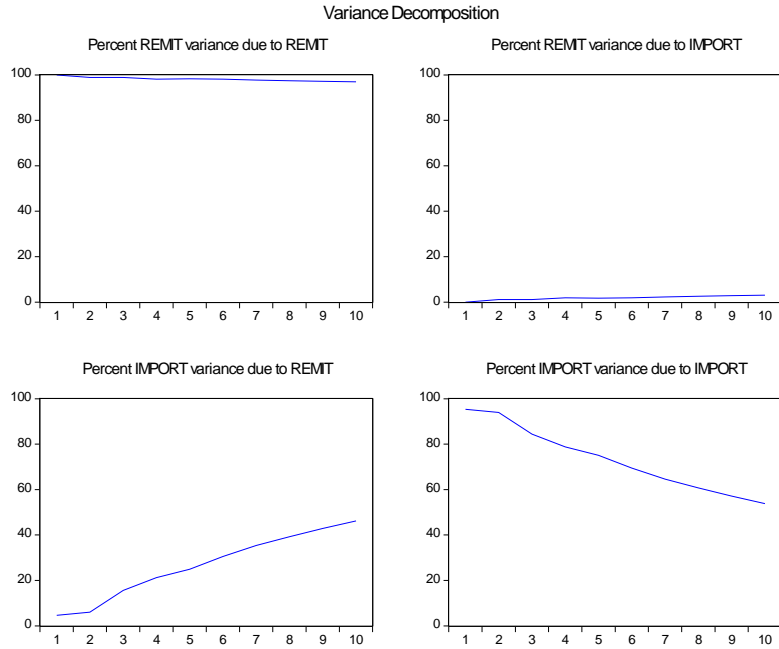 Variance Decomposition
Percent REMIT variance due to REMIT
100
80
60
40
20
0
1 2 3 4 5 6 7 8 9 10
Percent REMIT variance due to IMPORT
100
80
60
40
20
0
1 2 3 4 5 6 7 8 9 10
Percent IMPORT variance due to REMIT
100
80
60
40
20
0
1 2 3 4 5 6 7 8 9 10
Percent IMPORT variance due to IMPORT
100
80
60
40
20
0
1 2 3 4 5 6 7 8 9 10